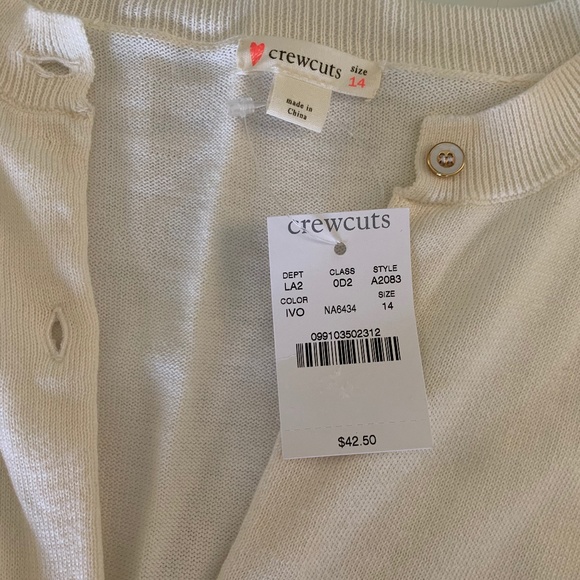 crewcuts
size
14
made in
China
crewcuts
DEPT CLASS STYLE
LA2 0D2 A2083
COLOR SIZE
IVO NA6434 14
099103502312
$42.50